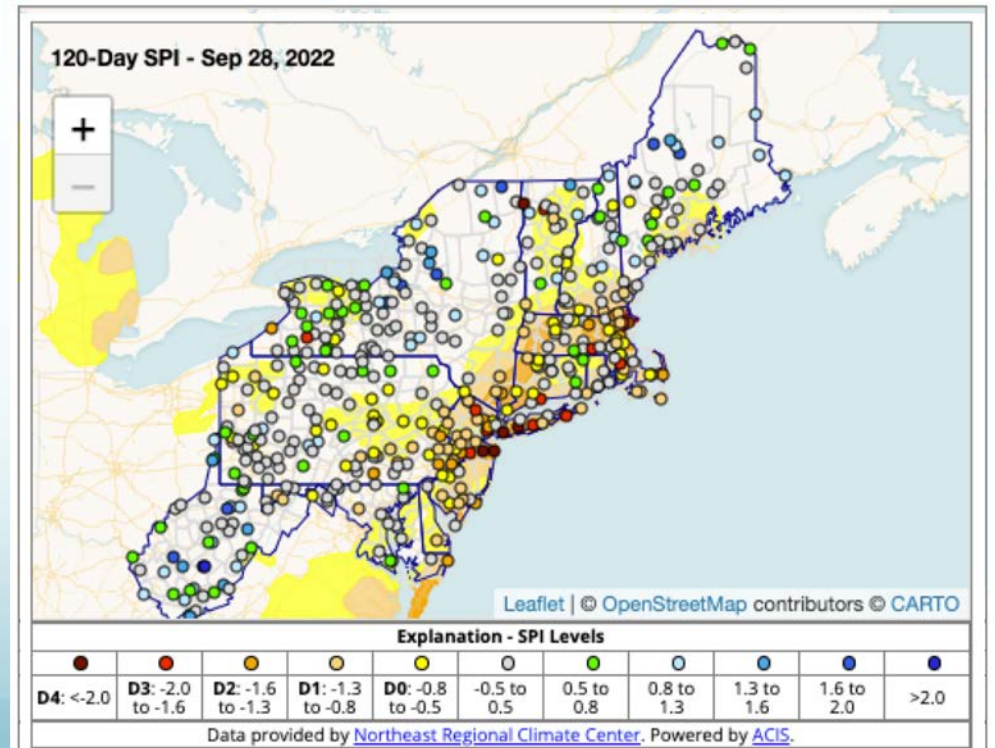 120-Day SPI - Sep 28, 2022
+
−
Leaflet | © OpenStreetMap contributors © CARTO
Explanation - SPI Levels
D4: <-2.0
D3: -2.0 to -1.6
D2: -1.6 to -1.3
D1: -1.3 to -0.8
D0: -0.8 to -0.5
-0.5 to 0.5
0.5 to 0.8
0.8 to 1.3
1.3 to 1.6
1.6 to 2.0
>2.0
Data provided by Northeast Regional Climate Center. Powered by ACIS.